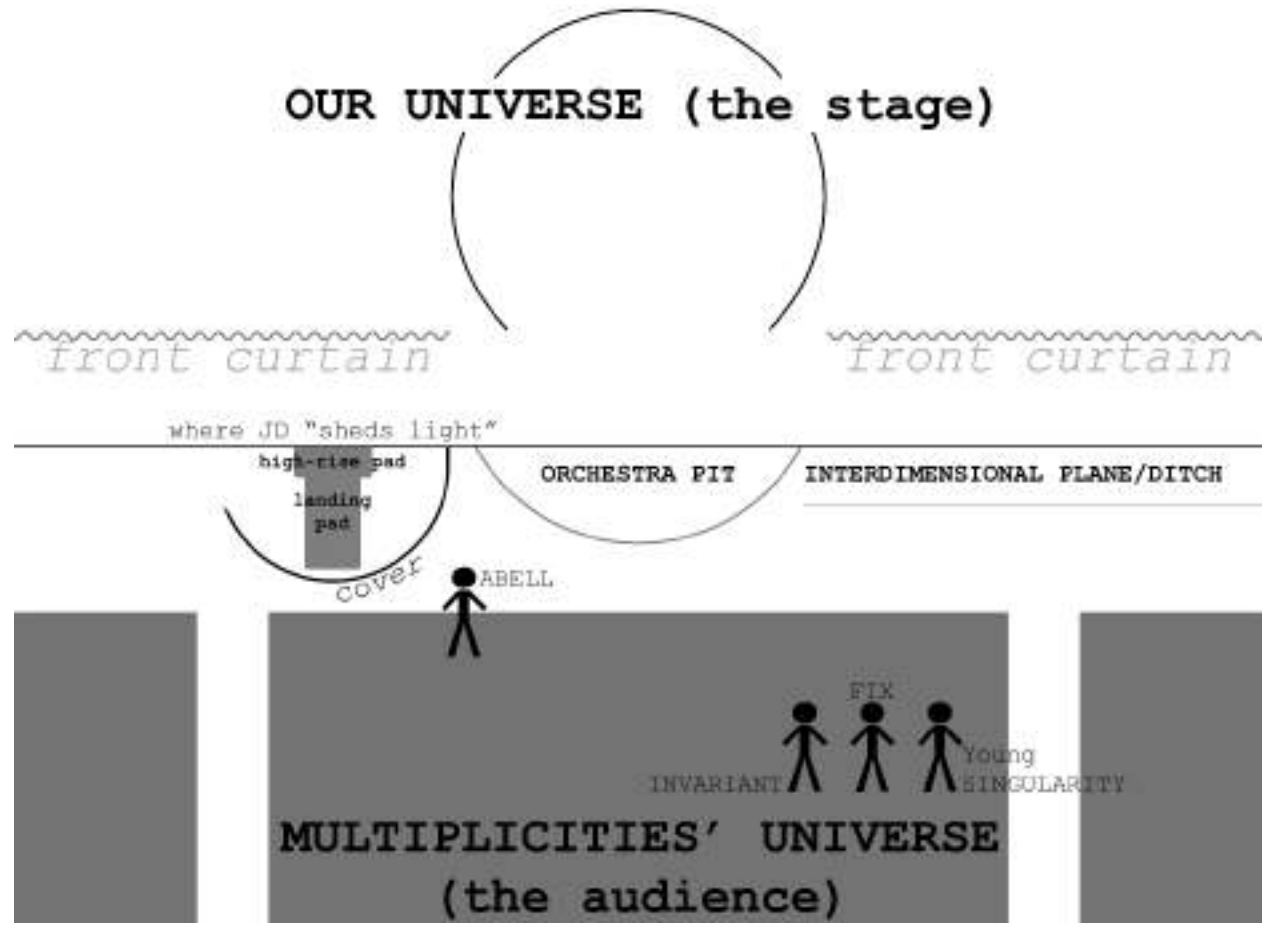 OUR UNIVERSE (the stage)
front curtain
front curtain
where JD "sheds light"
high-rise pad
landing
pad
cover
ORCHESTRA PIT
INTERDIMENSIONAL PLANE/DITCH
ABELL
FIX
INVARIANT
Young
SINGULARITY
MULTIPLICITIES' UNIVERSE
(the audience)